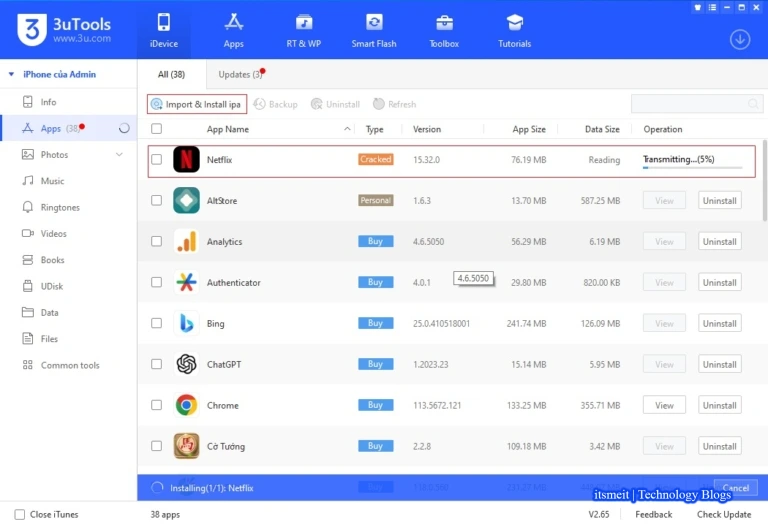 3uTools
www.3u.com
iDevice
Apps
RT & WP
Smart Flash
Toolbox
Tutorials
iPhone của Admin
All (38)
Updates (3)
Info
Import & Install ipa
Backup
Uninstall
Refresh
Apps (38)
App Name
Type
Version
App Size
Data Size
Operation
Photos
Netflix
Cracked
15.32.0
76.19 MB
Reading
Transmitting...(5%)
Music
Ringtones
AltStore
Personal
1.6.3
13.70 MB
587.25 MB
View
Uninstall
Videos
Analytics
Buy
4.6.5050
56.29 MB
6.19 MB
View
Uninstall
Books
UDisk
Authenticator
Buy
4.0.1
4.6.5050
29.80 MB
820.00 KB
View
Uninstall
Data
Bing
Buy
25.0.410518001
241.74 MB
126.09 MB
View
Uninstall
Files
Common tools
ChatGPT
Buy
1.2023.23
15.14 MB
5.95 MB
View
Uninstall
Chrome
Buy
113.5672.121
133.25 MB
355.71 MB
View
Uninstall
Cờ Tướng
Buy
2.2.8
109.18 MB
3.42 MB
View
Uninstall
Installing(1/1): Netflix
Cancel
itsmeit | Technology Blogs
Close iTunes
38 apps
V2.65
Feedback
Check Update